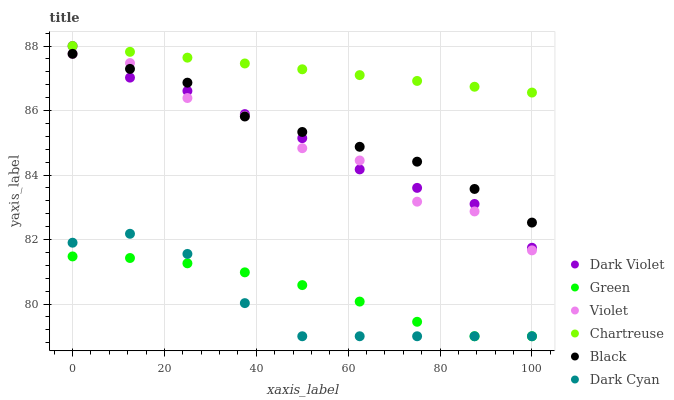 title
yaxis_label
88
86
84
82
80
0
20
40
60
80
100
xaxis_label
Dark Violet
Green
Violet
Chartreuse
Black
Dark Cyan